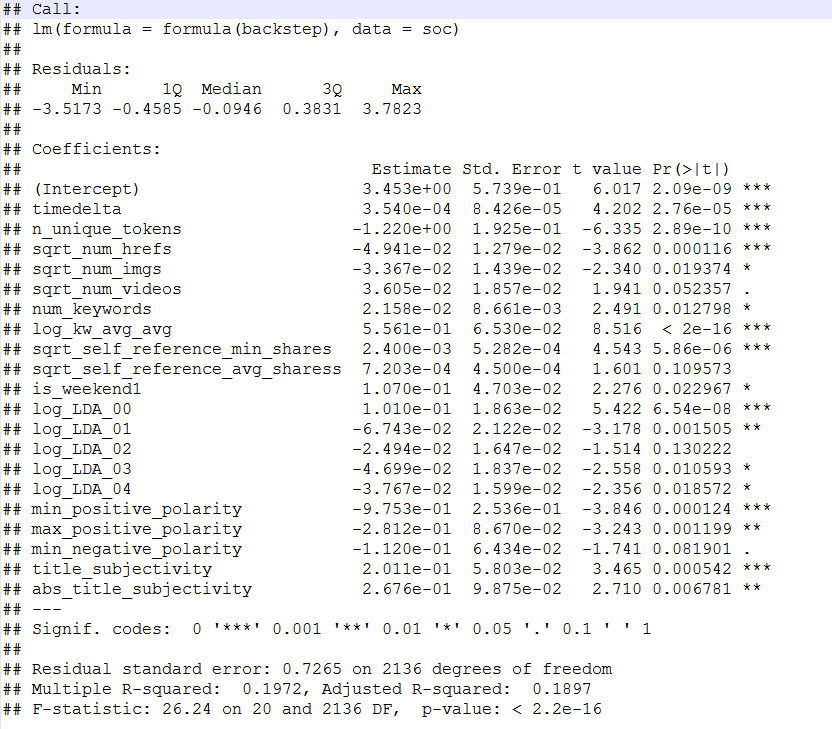 ## Call:
## lm(formula = formula(backstep), data = soc)
##
## Residuals:
##     Min      1Q  Median      3Q     Max
## -3.5173 -0.4585 -0.0946  0.3831  3.7823
##
## Coefficients:
##                                  Estimate Std. Error t value Pr(>|t|)
## (Intercept)                     3.453e+00  5.739e-01   6.017 2.09e-09 ***
## timedelta                       3.540e-04  8.426e-05   4.202 2.76e-05 ***
## n_unique_tokens                -1.220e+00  1.925e-01  -6.335 2.89e-10 ***
## sqrt_num_hrefs                 -4.941e-02  1.279e-02  -3.862 0.000116 ***
## sqrt_num_imgs                  -3.367e-02  1.439e-02  -2.340 0.019374 *
## sqrt_num_videos                 3.605e-02  1.857e-02   1.941 0.052357 .
## num_keywords                    2.158e-02  8.661e-03   2.491 0.012798 *
## log_kw_avg_avg                  5.561e-01  6.530e-02   8.516  < 2e-16 ***
## sqrt_self_reference_min_shares  2.400e-03  5.282e-04   4.543 5.86e-06 ***
## sqrt_self_reference_avg_sharess 7.203e-04  4.500e-04   1.601 0.109573
## is_weekend1                     1.070e-01  4.703e-02   2.276 0.022967 *
## log_LDA_00                      1.010e-01  1.863e-02   5.422 6.54e-08 ***
## log_LDA_01                     -6.743e-02  2.122e-02  -3.178 0.001505 **
## log_LDA_02                     -2.494e-02  1.647e-02  -1.514 0.130222
## log_LDA_03                     -4.699e-02  1.837e-02  -2.558 0.010593 *
## log_LDA_04                     -3.767e-02  1.599e-02  -2.356 0.018572 *
## min_positive_polarity          -9.753e-01  2.536e-01  -3.846 0.000124 ***
## max_positive_polarity          -2.812e-01  8.670e-02  -3.243 0.001199 **
## min_negative_polarity          -1.120e-01  6.434e-02  -1.741 0.081901 .
## title_subjectivity              2.011e-01  5.803e-02   3.465 0.000542 ***
## abs_title_subjectivity          2.676e-01  9.875e-02   2.710 0.006781 **
## ---
## Signif. codes:  0 '***' 0.001 '**' 0.01 '*' 0.05 '.' 0.1 ' ' 1
##
## Residual standard error: 0.7265 on 2136 degrees of freedom
## Multiple R-squared:  0.1972, Adjusted R-squared:  0.1897
## F-statistic: 26.24 on 20 and 2136 DF,  p-value: < 2.2e-16